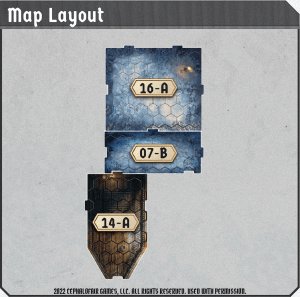 Map Layout
16-A
07-B
14-A
2022 CEPHALOFAIR GAMES, LLC. ALL RIGHTS RESERVED. USED WITH PERMISSION.